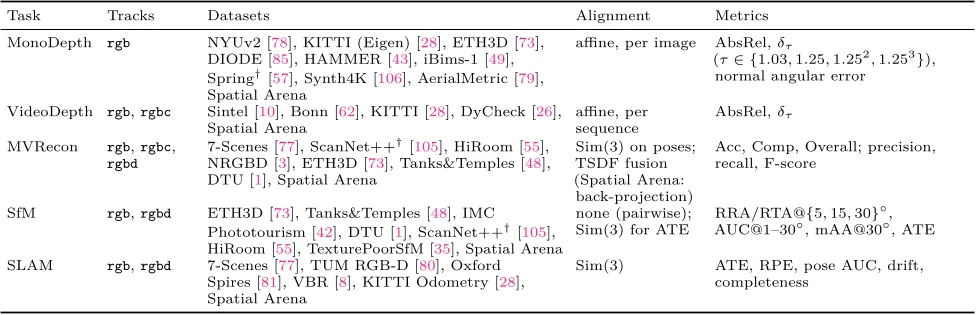 Task Tracks Datasets Alignment Metrics
MonoDepth rgb NYUv2 [78], KITTI (Eigen) [28], ETH3D [73], affine, per image AbsRel, δτ
DIODE [85], HAMMER [43], iBims-1 [49], (τ ∈ {1.03, 1.25, 1.25², 1.25³}),
Spring† [57], Synth4K [106], AerialMetric [79], normal angular error
Spatial Arena
VideoDepth rgb, rgbc Sintel [10], Bonn [62], KITTI [28], DyCheck [26], affine, per AbsRel, δτ
Spatial Arena sequence
MVRecon rgb, rgbc, 7-Scenes [77], ScanNet++† [105], HiRoom [55], Sim(3) on poses; Acc, Comp, Overall; precision,
rgbd NRGBD [3], ETH3D [73], Tanks&Temples [48], TSDF fusion recall, F-score
DTU [1], Spatial Arena (Spatial Arena:
back-projection)
SfM rgb, rgbd ETH3D [73], Tanks&Temples [48], IMC none (pairwise); RRA/RTA@{5, 15, 30}°,
Phototourism [42], DTU [1], ScanNet++† [105], Sim(3) for ATE AUC@1–30°, mAA@30°, ATE
HiRoom [55], TexturePoorSfM [35], Spatial Arena
SLAM rgb, rgbd 7-Scenes [77], TUM RGB-D [80], Oxford Sim(3) ATE, RPE, pose AUC, drift,
Spires [81], VBR [8], KITTI Odometry [28], completeness
Spatial Arena